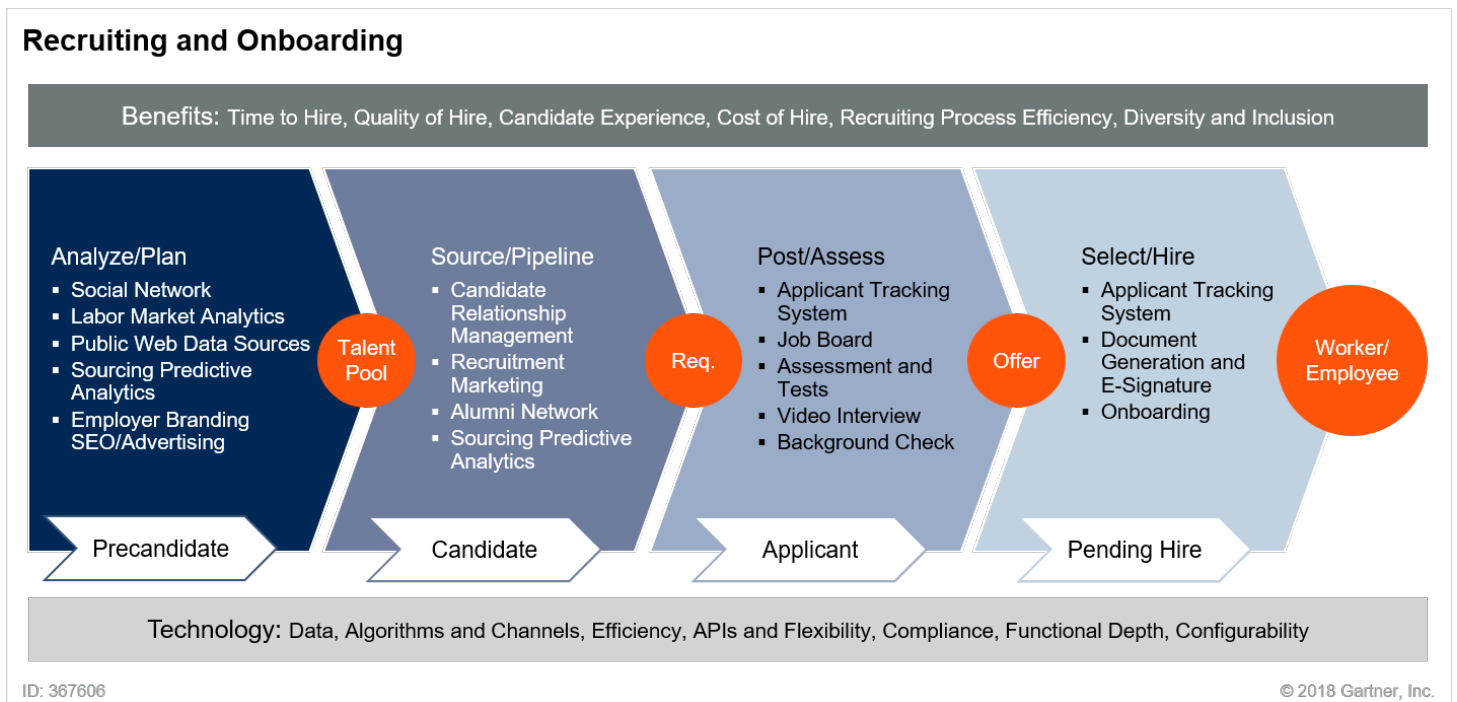 Recruiting and Onboarding
Benefits: Time to Hire, Quality of Hire, Candidate Experience, Cost of Hire, Recruiting Process Efficiency, Diversity and Inclusion
Analyze/Plan
▪ Social Network
▪ Labor Market Analytics
▪ Public Web Data Sources
▪ Sourcing Predictive
Analytics
▪ Employer Branding
SEO/Advertising
Precandidate
Talent
Pool
Source/Pipeline
▪ Candidate
Relationship
Management
▪ Recruitment
Marketing
▪ Alumni Network
▪ Sourcing Predictive
Analytics
Candidate
Req.
Post/Assess
▪ Applicant Tracking
System
▪ Job Board
▪ Assessment and
Tests
▪ Video Interview
▪ Background Check
Applicant
Offer
Select/Hire
▪ Applicant Tracking
System
▪ Document
Generation and
E-Signature
▪ Onboarding
Pending Hire
Worker/
Employee
Technology: Data, Algorithms and Channels, Efficiency, APIs and Flexibility, Compliance, Functional Depth, Configurability
ID: 367606
© 2018 Gartner, Inc.